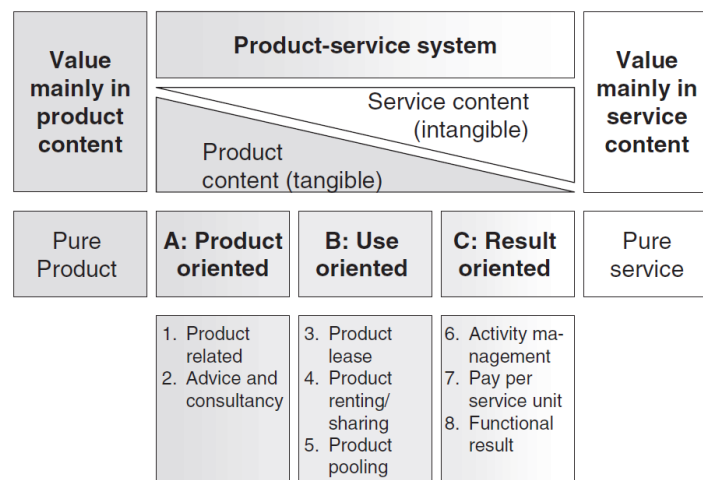 Value
mainly in
product
content
Product-service system
Service content
(intangible)
Product
content (tangible)
Value
mainly in
service
content
Pure
Product
A: Product
oriented
B: Use
oriented
C: Result
oriented
Pure
service
1. Product
related
2. Advice and
consultancy
3. Product
lease
4. Product
renting/
sharing
5. Product
pooling
6. Activity ma-
nagement
7. Pay per
service unit
8. Functional
result